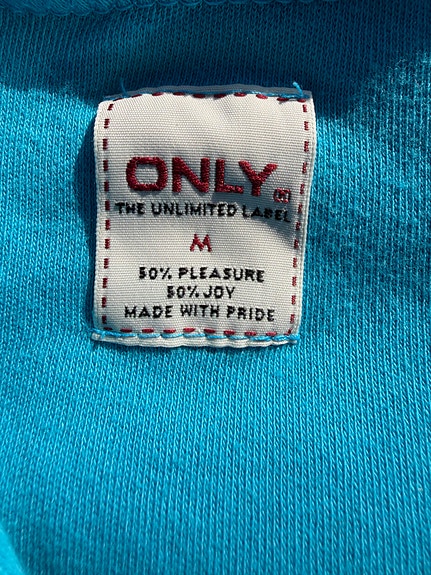 ONLY®
THE UNLIMITED LABEL
M
50% PLEASURE
50% JOY
MADE WITH PRIDE